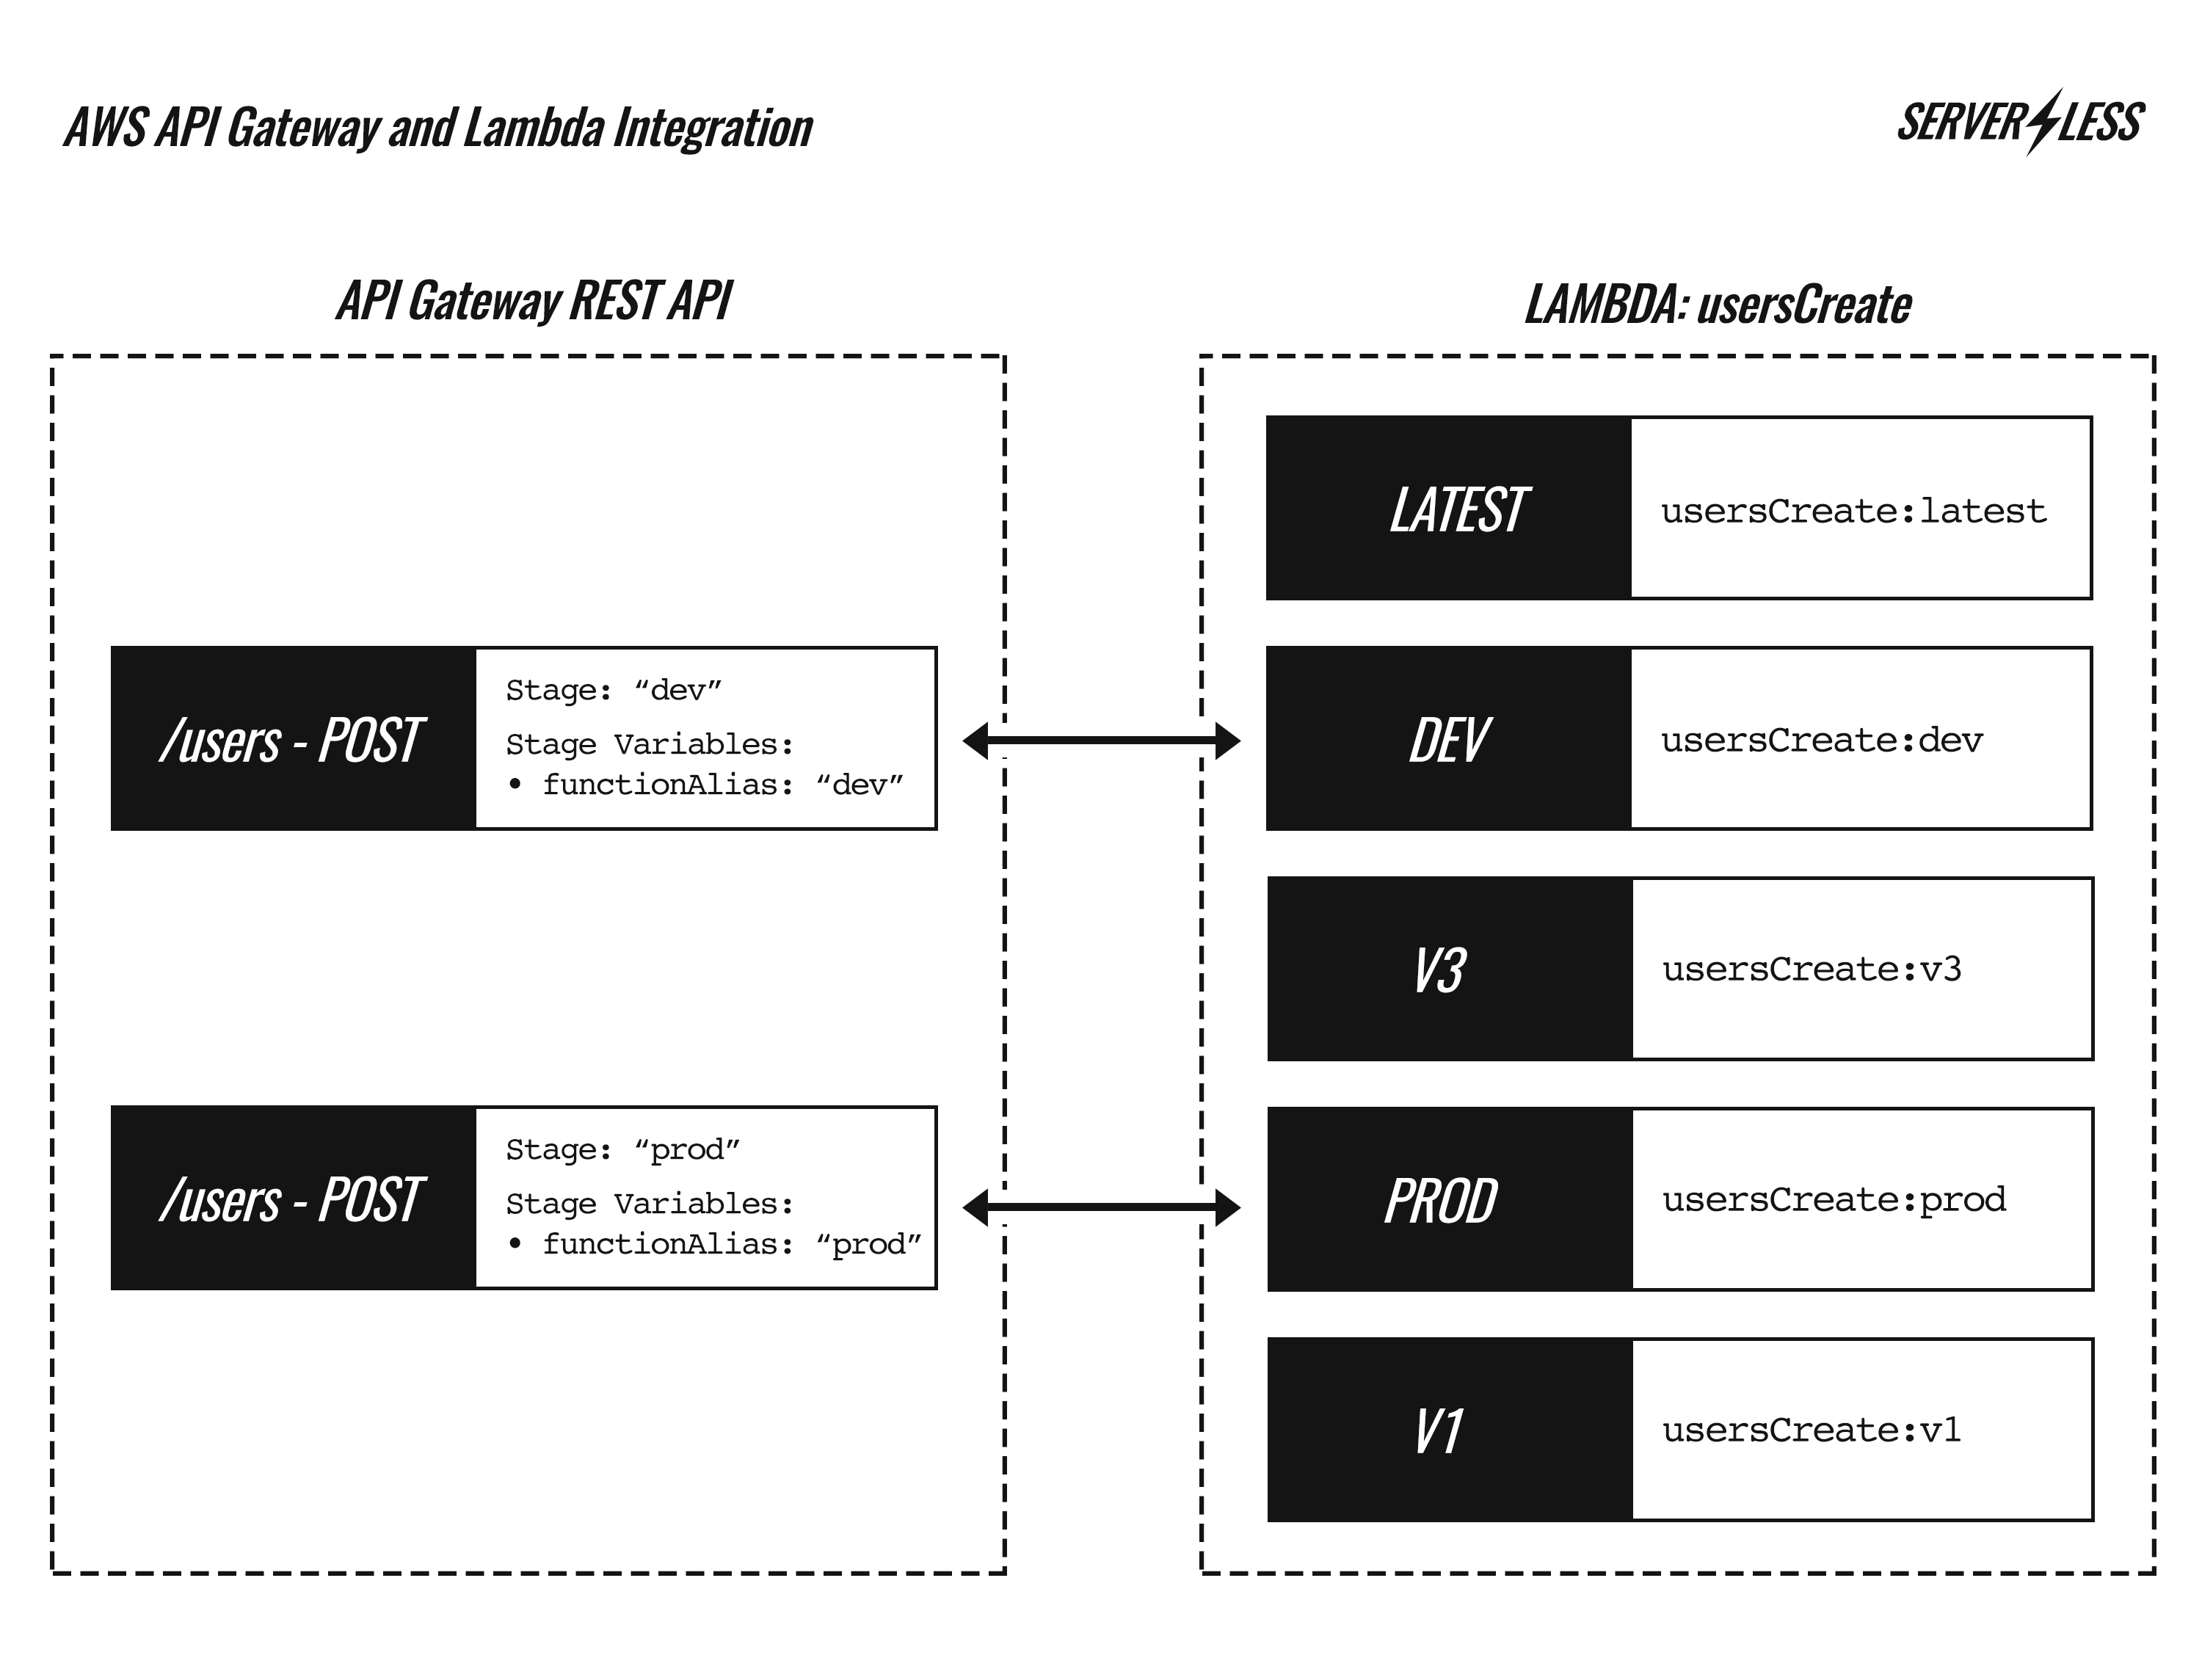 AWS API Gateway and Lambda Integration
SERVERLESS
API Gateway REST API
/users - POST
Stage: “dev”
Stage Variables:
• functionAlias: “dev”
/users - POST
Stage: “prod”
Stage Variables:
• functionAlias: “prod”
LAMBDA: usersCreate
LATEST
usersCreate:latest
DEV
usersCreate:dev
V3
usersCreate:v3
PROD
usersCreate:prod
V1
usersCreate:v1